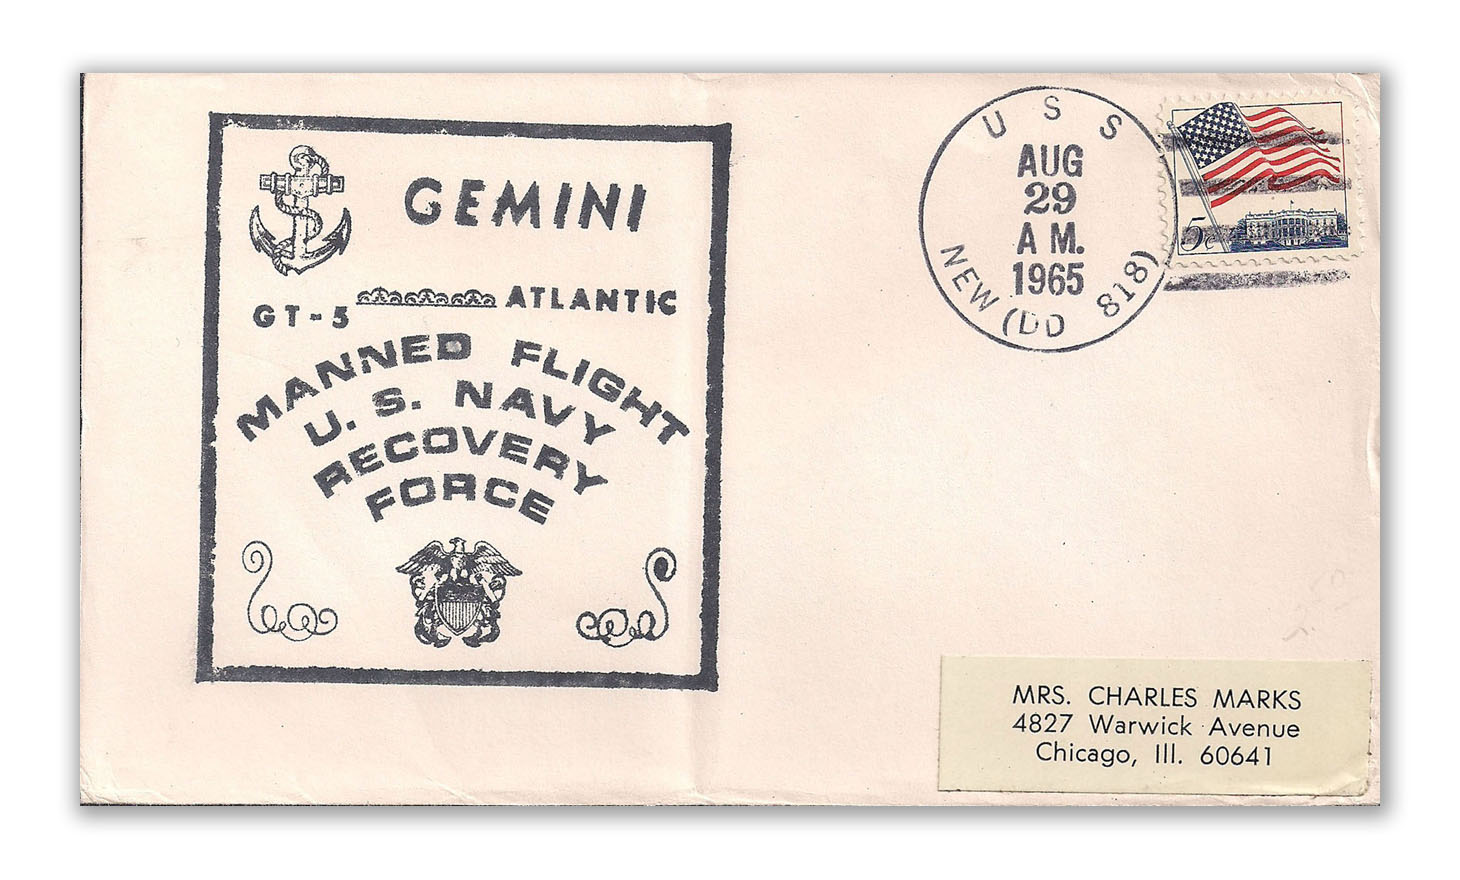 GEMINI
GT-5 ATLANTIC
MANNED FLIGHT
U. S. NAVY
RECOVERY
FORCE
USS
AUG
29
A M.
1965
NEW (DD 818)
5c
MRS. CHARLES MARKS
4827 Warwick Avenue
Chicago, Ill. 60641